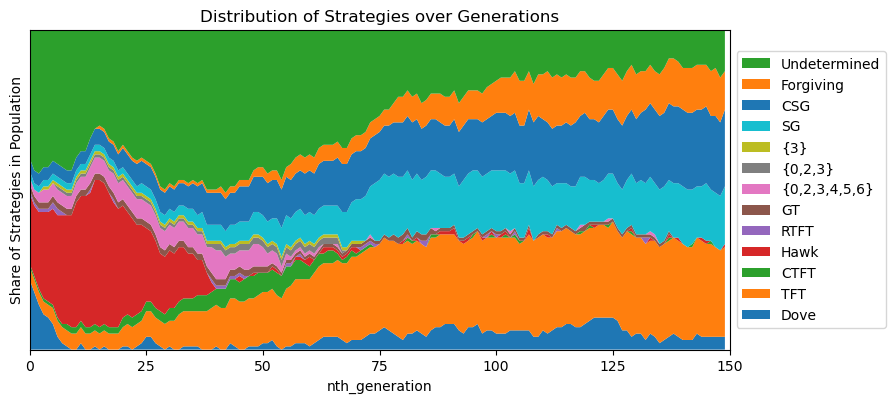 Distribution of Strategies over Generations
Share of Strategies in Population
Undetermined
Forgiving
CSG
SG
{3}
{0,2,3}
{0,2,3,4,5,6}
GT
RTFT
Hawk
CTFT
TFT
Dove
0
25
50
75
100
125
150
nth_generation